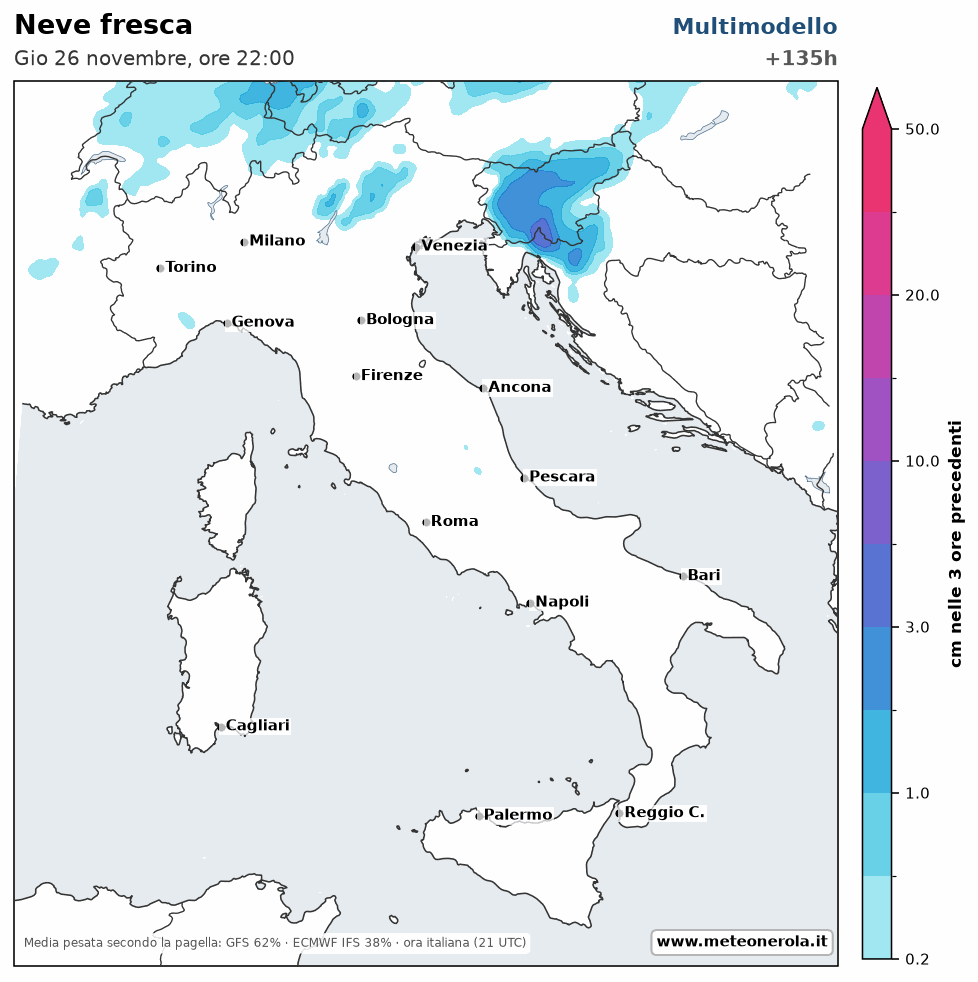 Neve fresca
Multimodello
Gio 26 novembre, ore 22:00
+135h
50.0
Milano
Venezia
Torino
20.0
Genova
Bologna
Firenze
Ancona
10.0
Pescara
Roma
Bari
Napoli
3.0
cm nelle 3 ore precedenti
Cagliari
1.0
Palermo
Reggio C.
Media pesata secondo la pagella: GFS 62% · ECMWF IFS 38% · ora italiana (21 UTC)
www.meteonerola.it
0.2